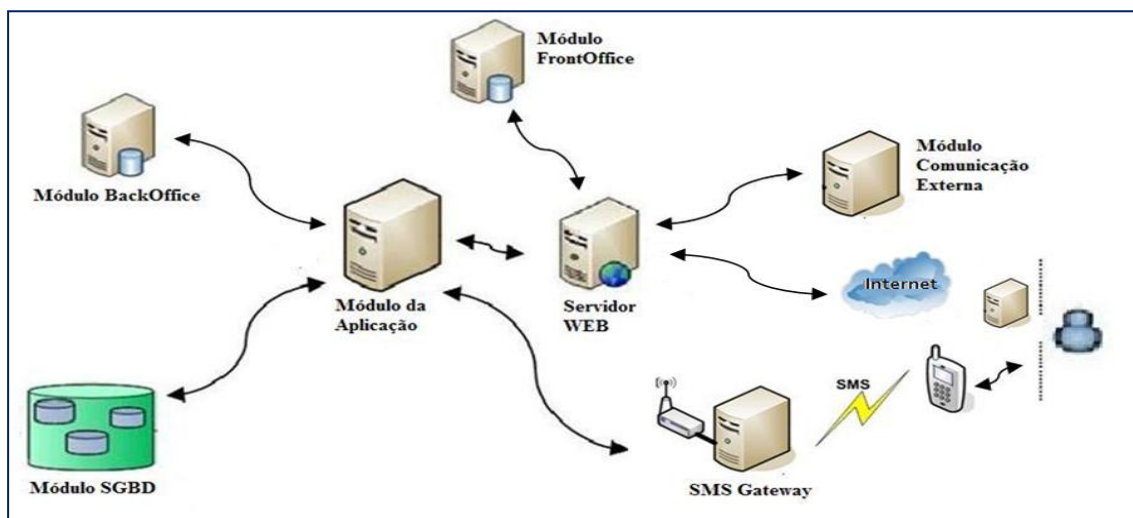 Módulo
FrontOffice
Módulo BackOffice
Módulo
Comunicação
Externa
Internet
Módulo da
Aplicação
Servidor
WEB
SMS
Módulo SGBD
SMS Gateway